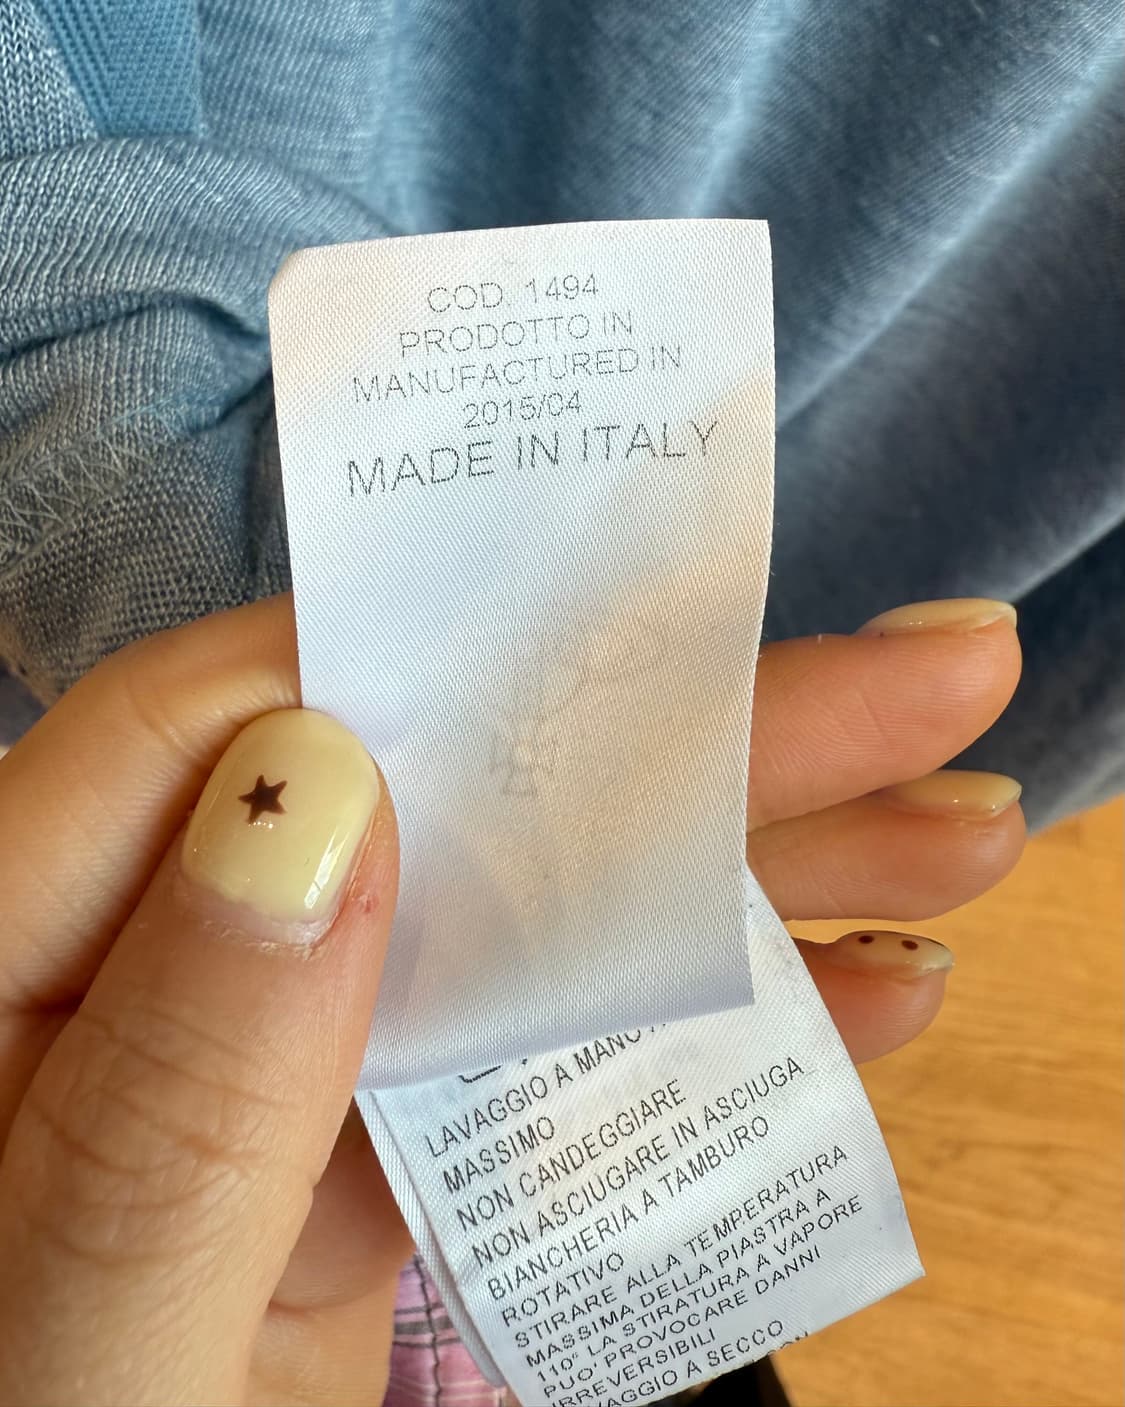 COD. 1494
PRODOTTO IN
MANUFACTURED IN
2015/04
MADE IN ITALY
LAVAGGIO A MANO
MASSIMO
NON CANDEGGIARE
NON ASCIUGARE IN ASCIUGA
BIANCHERIA A TAMBURO
ROTATIVO
STIRARE ALLA TEMPERATURA
MASSIMA DELLA PIASTRA A
110° LA STIRATURA A VAPORE
PUO' PROVOCARE DANNI
IRREVERSIBILI
A SECCO